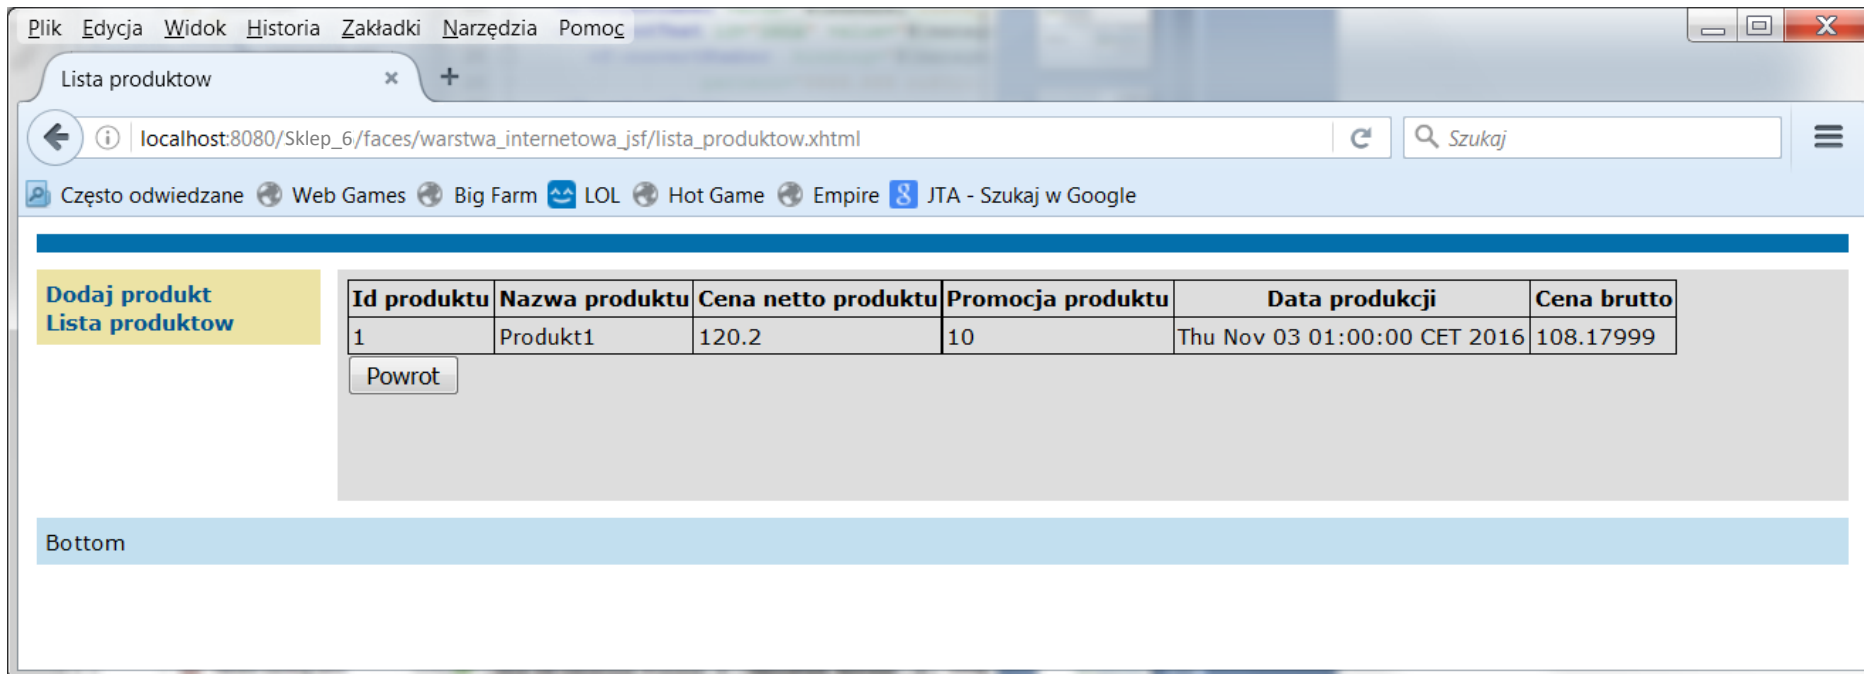 Plik Edycja Widok Historia Zakładki Narzędzia Pomoc
Lista produktow
localhost:8080/Sklep_6/faces/warstwa_internetowa_jsf/lista_produktow.xhtml Szukaj
Często odwiedzane Web Games Big Farm LOL Hot Game Empire 8 JTA - Szukaj w Google
Dodaj produkt
Lista produktow
Id produktu Nazwa produktu Cena netto produktu Promocja produktu Data produkcji Cena brutto
1 Produkt1 120.2 10 Thu Nov 03 01:00:00 CET 2016 108.17999
Powrot
Bottom